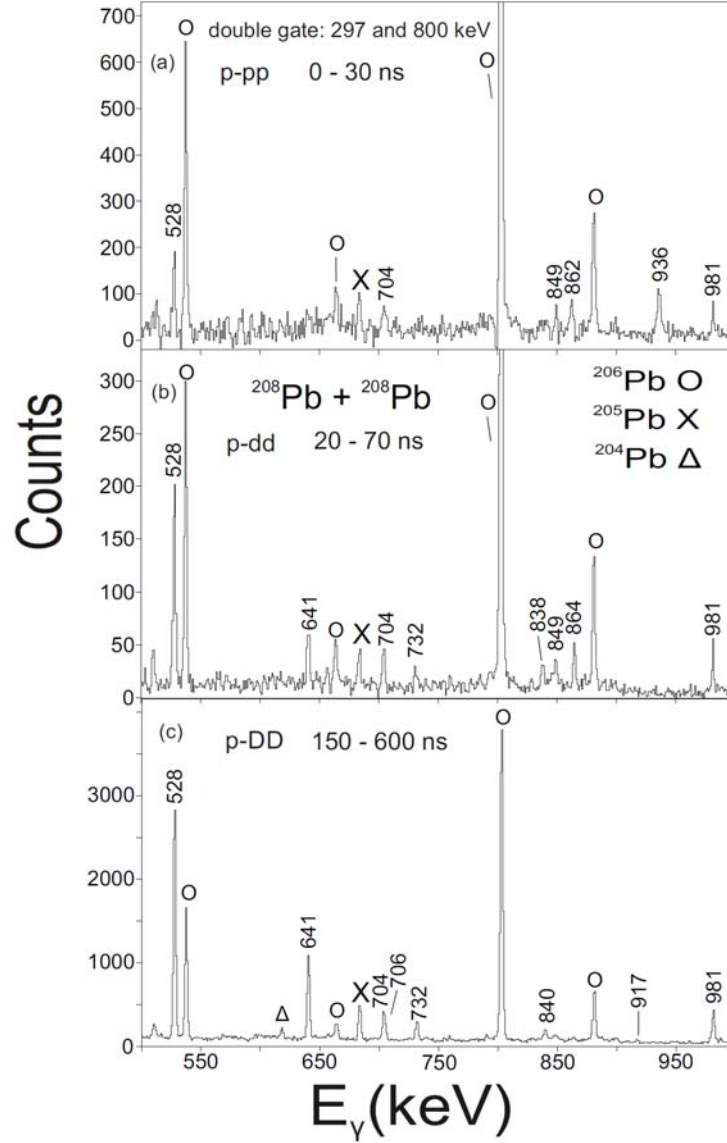 Counts
700
600
500
400
300
200
100
0
(a)
double gate: 297 and 800 keV
p-pp 0 - 30 ns
O
O
528
O
X
704
849
862
O
936
981
300
250
200
150
100
50
0
(b)
²⁰⁸Pb + ²⁰⁸Pb
p-dd 20 - 70 ns
²⁰⁶Pb O
²⁰⁵Pb X
²⁰⁴Pb Δ
528
O
641
O
X
704
732
O
838
849
864
O
981
3000
2000
1000
0
(c)
p-DD 150 - 600 ns
528
O
Δ
641
O
X
704
706
732
O
840
O
917
981
550 650 750 850 950
Eγ(keV)